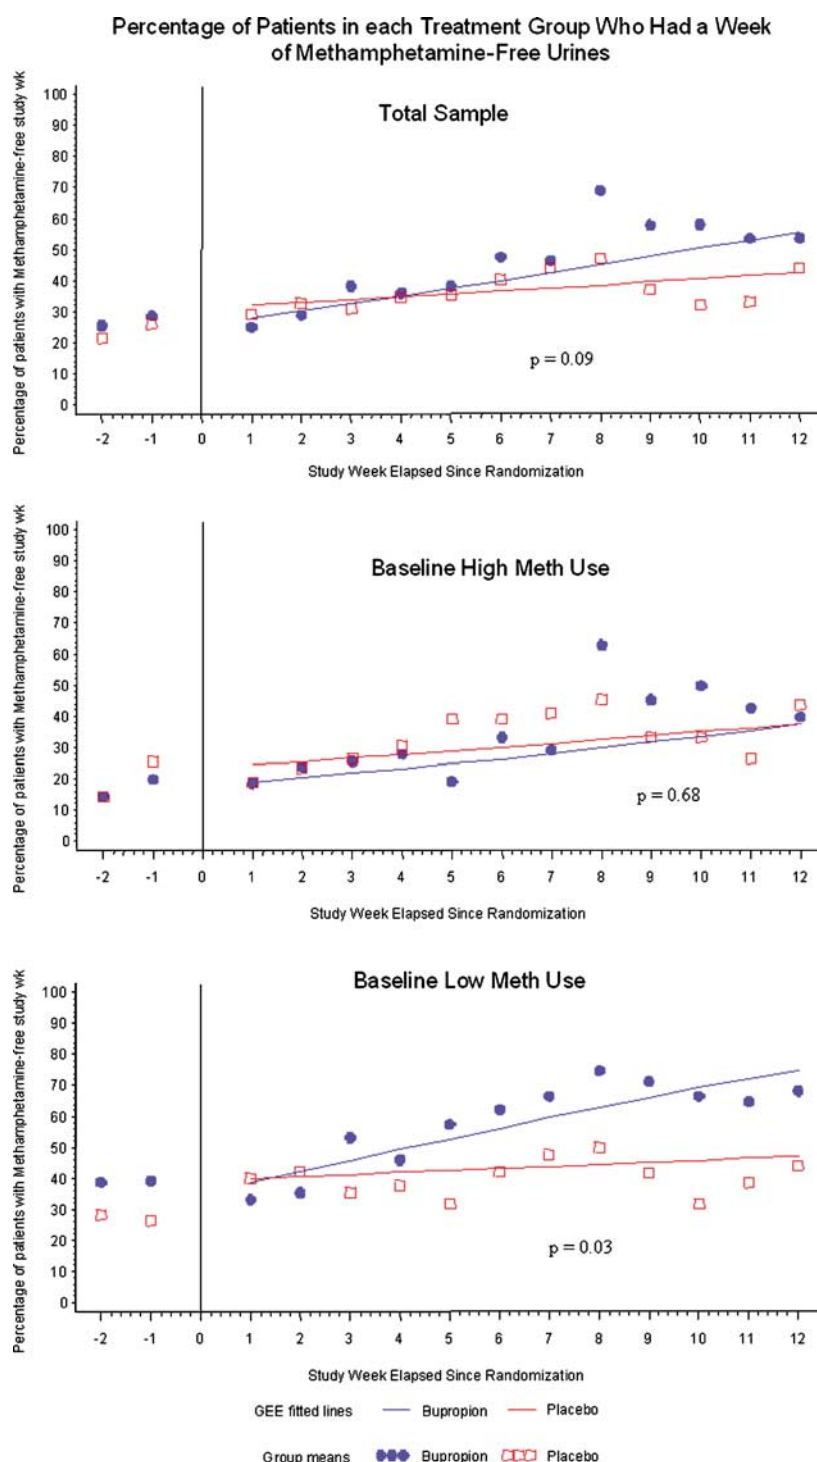 Percentage of Patients in each Treatment Group Who Had a Week
of Methamphetamine-Free Urines
Percentage of patients with Methamphetamine-free study wk
Total Sample
100
90
80
70
60
50
40
30
20
10
0
p = 0.09
-2 -1 0 1 2 3 4 5 6 7 8 9 10 11 12
Study Week Elapsed Since Randomization
Percentage of patients with Methamphetamine-free study wk
Baseline High Meth Use
100
90
80
70
60
50
40
30
20
10
0
p = 0.68
-2 -1 0 1 2 3 4 5 6 7 8 9 10 11 12
Study Week Elapsed Since Randomization
Percentage of patients with Methamphetamine-free study wk
Baseline Low Meth Use
100
90
80
70
60
50
40
30
20
10
0
p = 0.03
-2 -1 0 1 2 3 4 5 6 7 8 9 10 11 12
Study Week Elapsed Since Randomization
GEE fitted lines Bupropion Placebo
Group means Bupropion Placebo